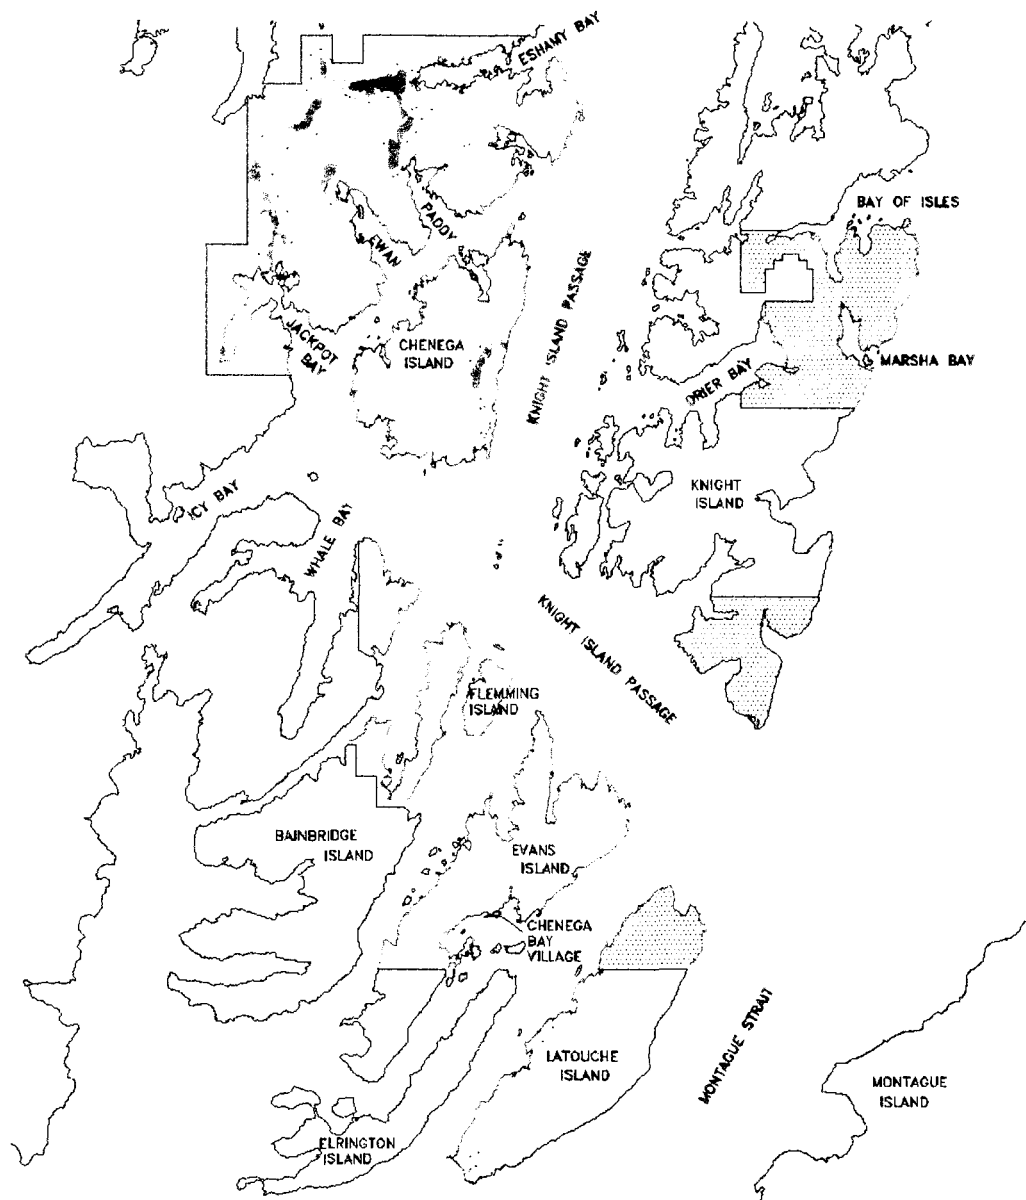 ESHAMY BAY
BAY OF ISLES
PADDY
EWAN
KNIGHT ISLAND PASSAGE
JACKPOT
BAY
CHENEGA
ISLAND
MARSHA BAY
DRIER BAY
KNIGHT
ISLAND
ICY BAY
WHALE BAY
KNIGHT ISLAND PASSAGE
FLEMMING
ISLAND
BAINBRIDGE
ISLAND
EVANS
ISLAND
CHENEGA
BAY
VILLAGE
MONTAGUE STRAIT
LATOUCHE
ISLAND
MONTAGUE
ISLAND
ELRINGTON
ISLAND